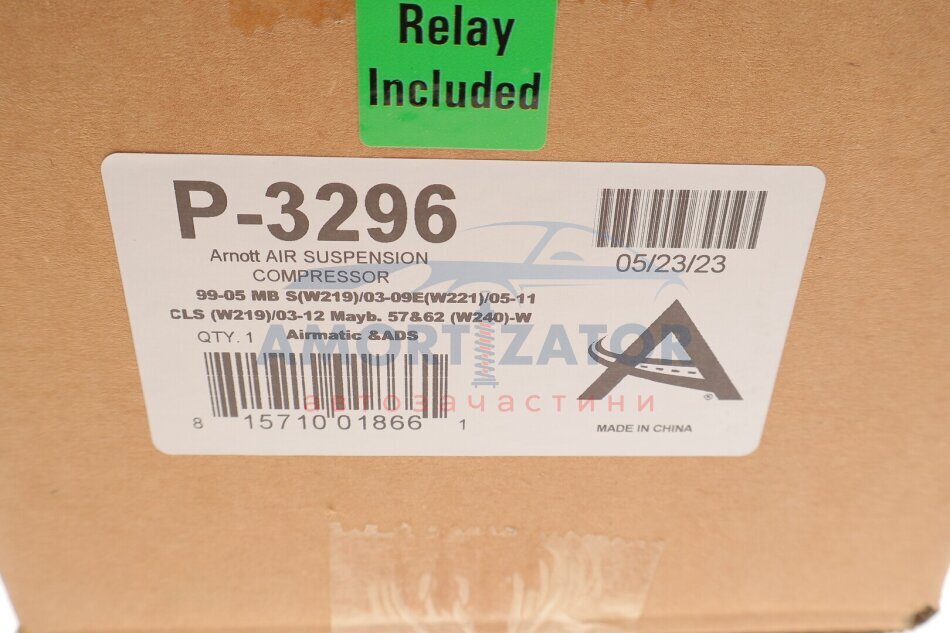 Relay
Included
P-3296
05/23/23
Arnott AIR SUSPENSION
COMPRESSOR
99-05 MB S(W219)/03-09E(W221)/05-11
CLS (W219)/03-12 Mayb. 57&62 (W240)-W
QTY. 1 Airmatic &ADS
AMORTIZATOR
автозачастини
8 15710 01866 1
®
MADE IN CHINA